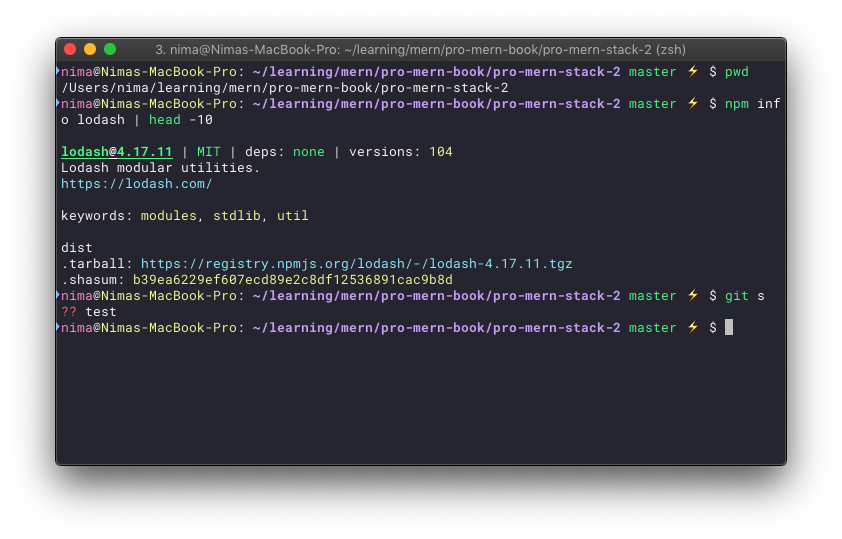 3. nima@Nimas-MacBook-Pro: ~/learning/mern/pro-mern-book/pro-mern-stack-2 (zsh)
nima@Nimas-MacBook-Pro: ~/learning/mern/pro-mern-book/pro-mern-stack-2 master ⚡ $ pwd
/Users/nima/learning/mern/pro-mern-book/pro-mern-stack-2
nima@Nimas-MacBook-Pro: ~/learning/mern/pro-mern-book/pro-mern-stack-2 master ⚡ $ npm inf
o lodash | head -10
lodash@4.17.11 | MIT | deps: none | versions: 104
Lodash modular utilities.
https://lodash.com/
keywords: modules, stdlib, util
dist
.tarball: https://registry.npmjs.org/lodash/-/lodash-4.17.11.tgz
.shasum: b39ea6229ef607ecd89e2c8df12536891cac9b8d
nima@Nimas-MacBook-Pro: ~/learning/mern/pro-mern-book/pro-mern-stack-2 master ⚡ $ git s
?? test
nima@Nimas-MacBook-Pro: ~/learning/mern/pro-mern-book/pro-mern-stack-2 master ⚡ $